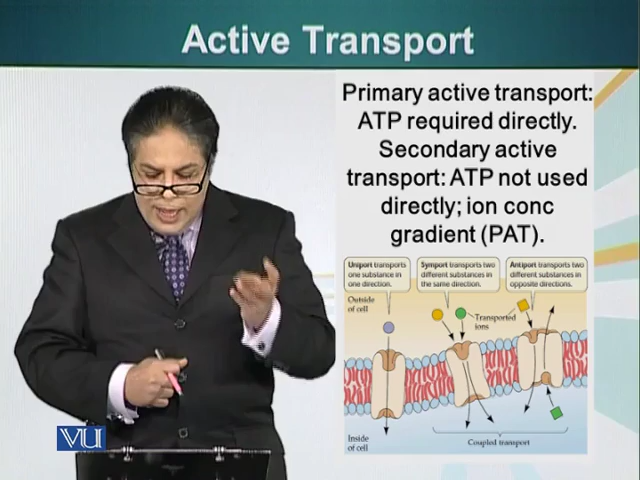 Active Transport
Primary active transport:
ATP required directly.
Secondary active
transport: ATP not used
directly; ion conc
gradient (PAT).
Uniport transports
one substance in
one direction.
Symport transports two
different substances in
the same direction.
Antiport transports two
different substances in
opposite directions.
Outside
of cell
Transported
ions
Inside
of cell
Coupled transport
VU